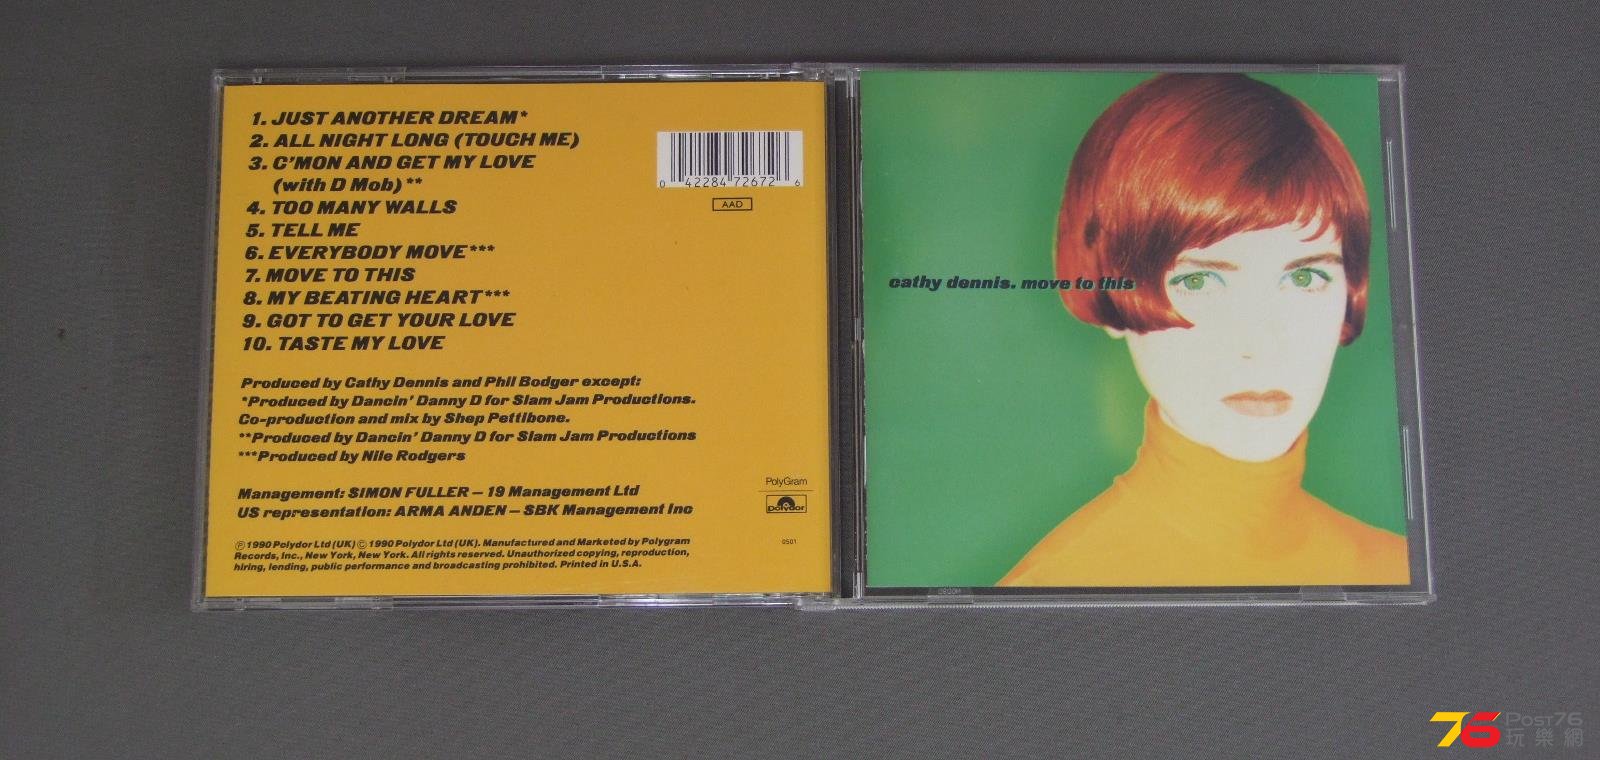 1. JUST ANOTHER DREAM*
2. ALL NIGHT LONG (TOUCH ME)
3. C'MON AND GET MY LOVE
(with D Mob)**
4. TOO MANY WALLS
5. TELL ME
6. EVERYBODY MOVE***
7. MOVE TO THIS
8. MY BEATING HEART***
9. GOT TO GET YOUR LOVE
10. TASTE MY LOVE
0 42284 72672 6
AAD
Produced by Cathy Dennis and Phil Bodger except:
*Produced by Dancin' Danny D for Slam Jam Productions.
Co-production and mix by Shep Pettibone.
**Produced by Dancin' Danny D for Slam Jam Productions
***Produced by Nile Rodgers
Management: SIMON FULLER – 19 Management Ltd
US representation: ARMA ANDEN – SBK Management Inc
PolyGram
Polydor
Ⓟ 1990 Polydor Ltd (UK) © 1990 Polydor Ltd (UK). Manufactured and Marketed by Polygram
Records, Inc., New York, New York. All rights reserved. Unauthorized copying, reproduction,
hiring, lending, public performance and broadcasting prohibited. Printed in U.S.A.
0501
cathy dennis. move to this
76 Post76
玩樂網